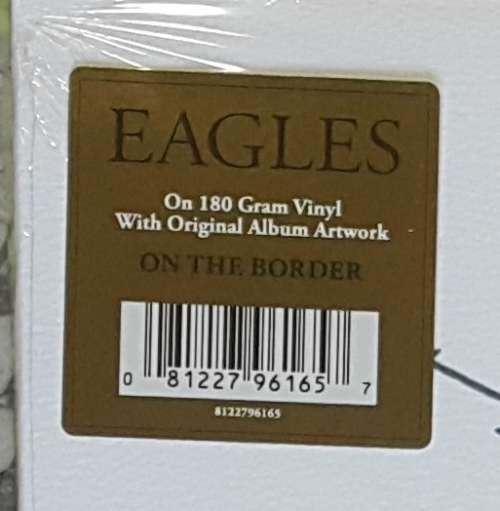 EAGLES
On 180 Gram Vinyl
With Original Album Artwork
ON THE BORDER
0 81227 96165 7
8122796165